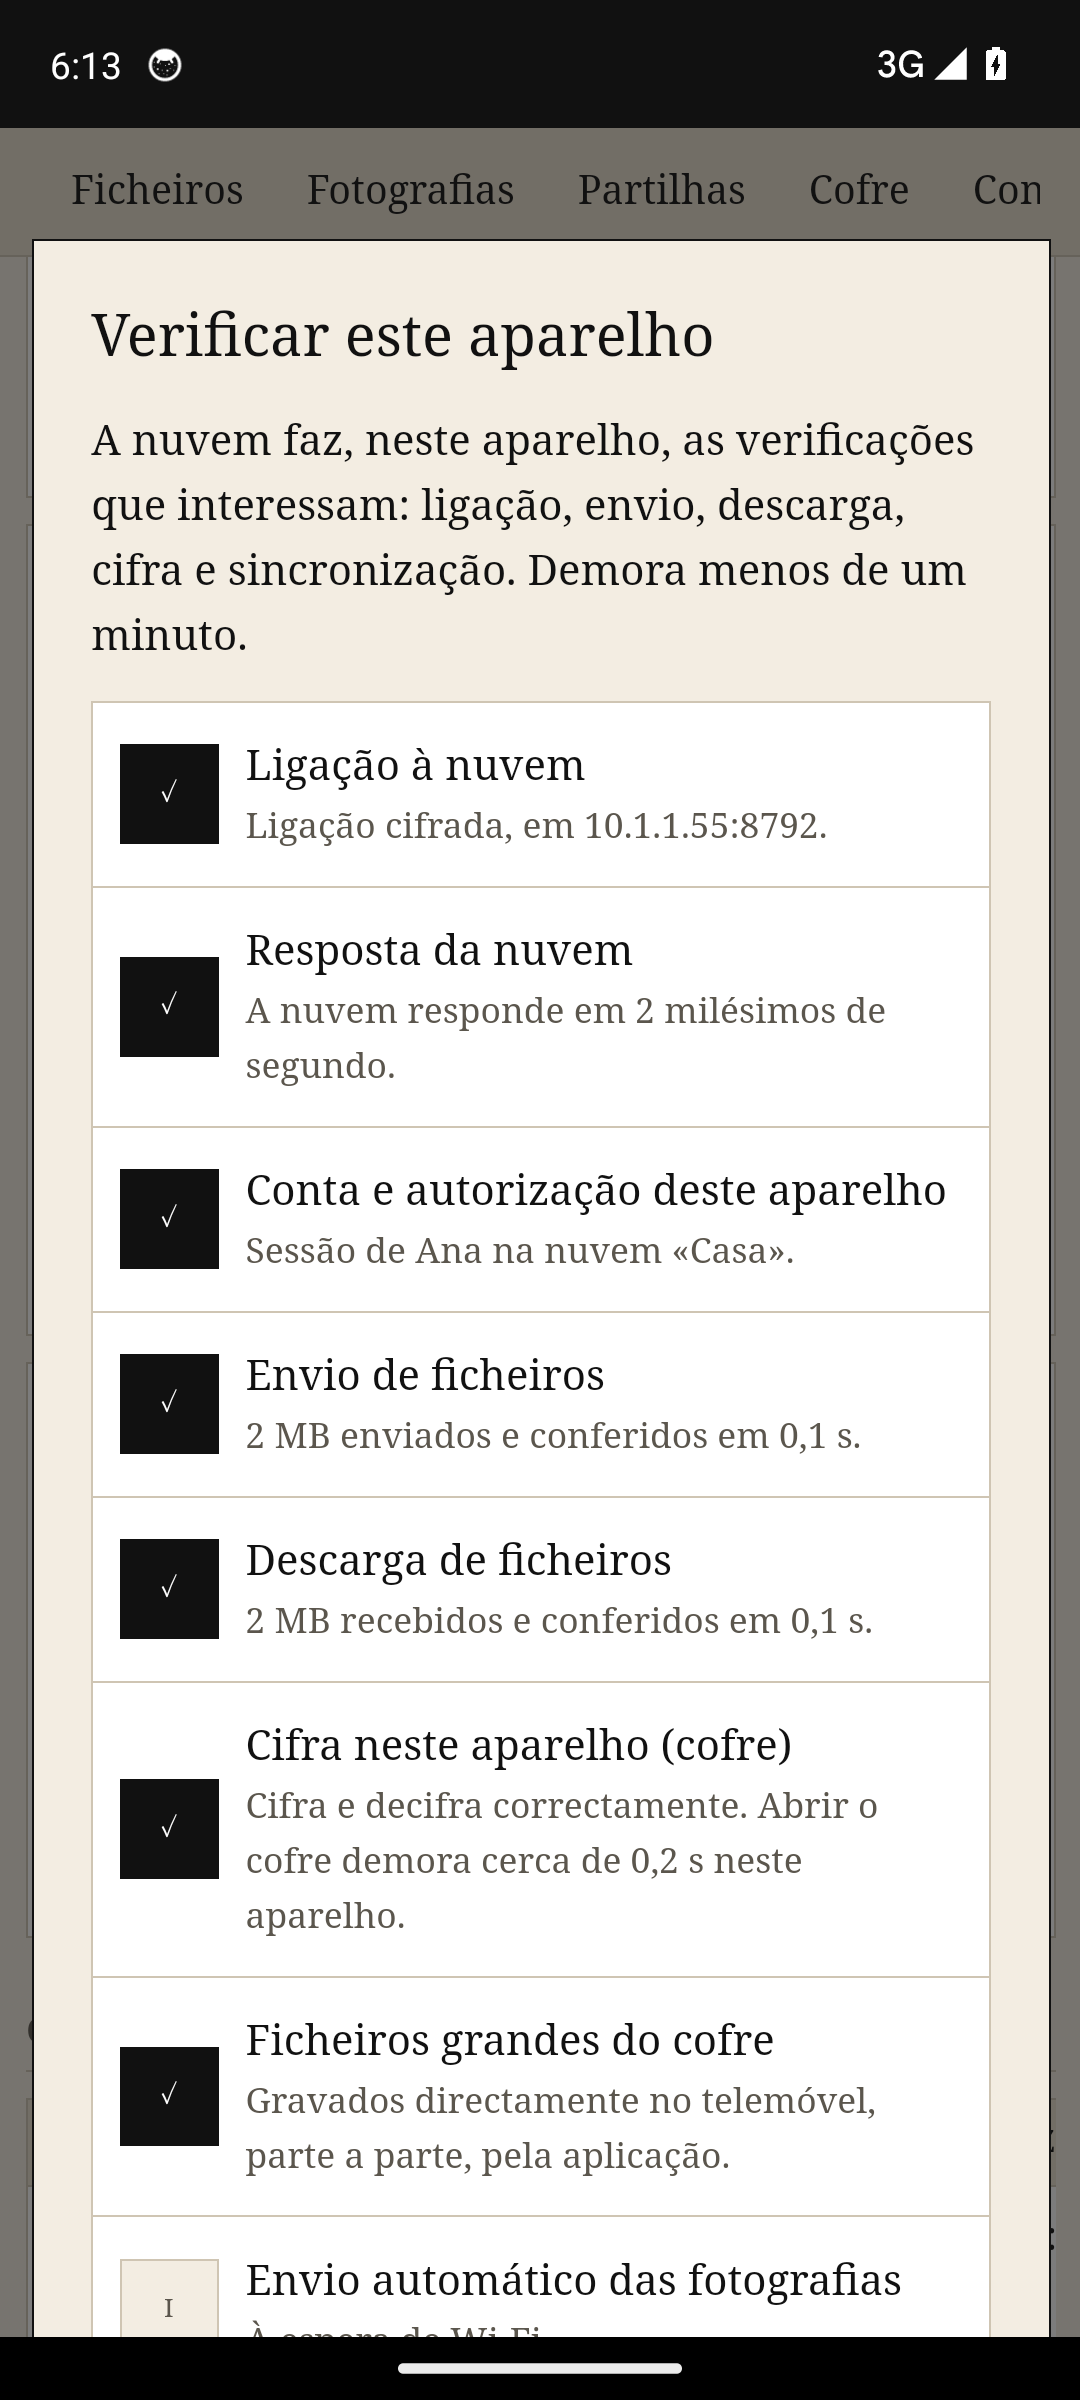 6:13
3G
Ficheiros Fotografias Partilhas Cofre Con
Verificar este aparelho
A nuvem faz, neste aparelho, as verificações
que interessam: ligação, envio, descarga,
cifra e sincronização. Demora menos de um
minuto.
√ Ligação à nuvem
Ligação cifrada, em 10.1.1.55:8792.
√ Resposta da nuvem
A nuvem responde em 2 milésimos de
segundo.
√ Conta e autorização deste aparelho
Sessão de Ana na nuvem «Casa».
√ Envio de ficheiros
2 MB enviados e conferidos em 0,1 s.
√ Descarga de ficheiros
2 MB recebidos e conferidos em 0,1 s.
√ Cifra neste aparelho (cofre)
Cifra e decifra correctamente. Abrir o
cofre demora cerca de 0,2 s neste
aparelho.
√ Ficheiros grandes do cofre
Gravados directamente no telemóvel,
parte a parte, pela aplicação.
I Envio automático das fotografias
À espera de Wi-Fi